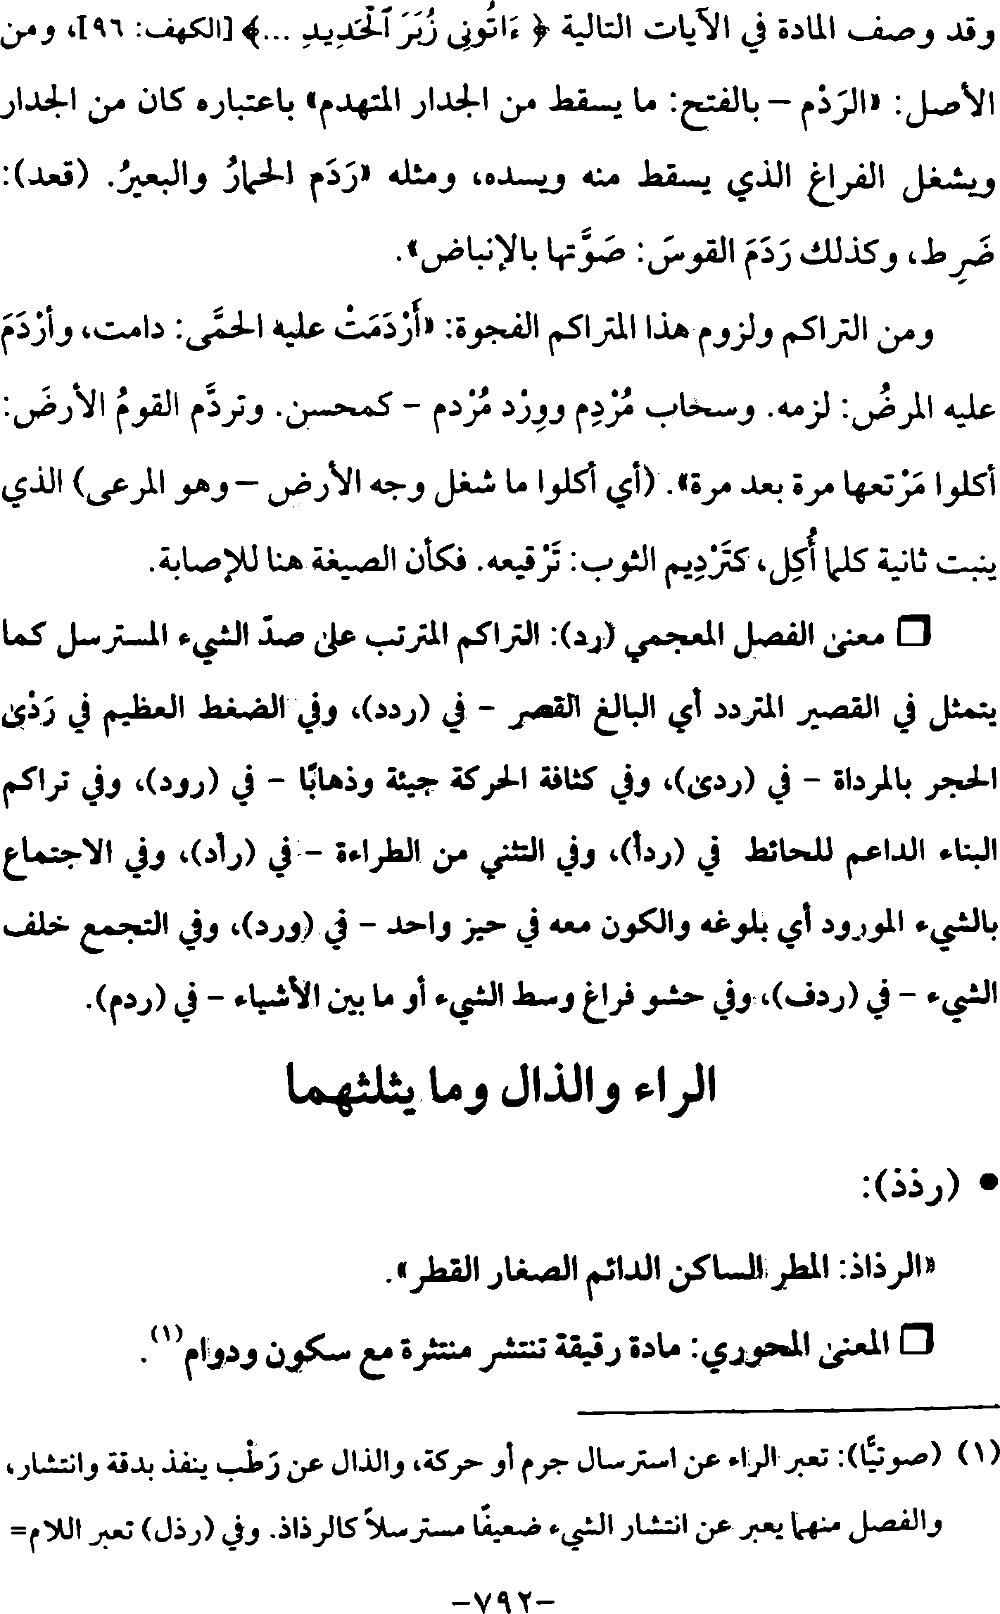 وقد وصف المادة في الآيات التالية ﴿ ءَاتُونِي زُبَرَ ٱلْحَدِيدِ ...﴾ [الكهف: ٩٦]، ومن
الأصل: «الرَدْم – بالفتح: ما يسقط من الجدار المتهدم» باعتباره كان من الجدار
ويشغل الفراغ الذي يسقط منه ويسده، ومثله «رَدَم الحمارُ والبعيرُ. (قعد):
ضَرِط، وكذلك رَدَمَ القوسَ: صَوَّتها بالإنباض».
ومن التراكم ولزوم هذا المتراكم الفجوة: «أَرْدَمَتْ عليه الحمَّى: دامت، وأرْدَمَ
عليه المرضُ: لزمه. وسحاب مُرْدِم ووِرْد مُرْدم – كمحسن. وتردَّم القومُ الأرضَ:
أكلوا مَرْتعها مرة بعد مرة». (أي أكلوا ما شغل وجه الأرض – وهو المرعى) الذي
ينبت ثانية كلما أُكِل، كتَرْدِيم الثوب: تَرْقيعه. فكأن الصيغة هنا للإصابة.
❒ معنى الفصل المعجمي (رد): التراكم المترتب على صدّ الشيء المسترسل كما
يتمثل في القصير المتردد أي البالغ القصر – في (ردد)، وفي الضغط العظيم في رَدْى
الحجر بالمرداة – في (ردى)، وفي كثافة الحركة جيئة وذهابًا – في (رود)، وفي تراكم
البناء الداعم للحائط في (ردأ)، وفي التثني من الطراءة – في (رأد)، وفي الاجتماع
بالشيء المورود أي بلوغه والكون معه في حيز واحد – في (ورد)، وفي التجمع خلف
الشيء – في (ردف)، وفي حشو فراغ وسط الشيء أو ما بين الأشياء – في (ردم).
الراء والذال وما يثلثهما
• (رذذ):
«الرذاذ: المطر الساكن الدائم الصغار القطر».
❒ المعنى المحوري: مادة رقيقة تنتشر منتثرة مع سكون ودوام(١).
(١) (صوتيًّا): تعبر الراء عن استرسال جرم أو حركة، والذال عن رَطْب ينفذ بدقة وانتشار،
والفصل منهما يعبر عن انتشار الشيء ضعيفًا مسترسلاً كالرذاذ. وفي (رذل) تعبر اللام=
-٧٩٢-